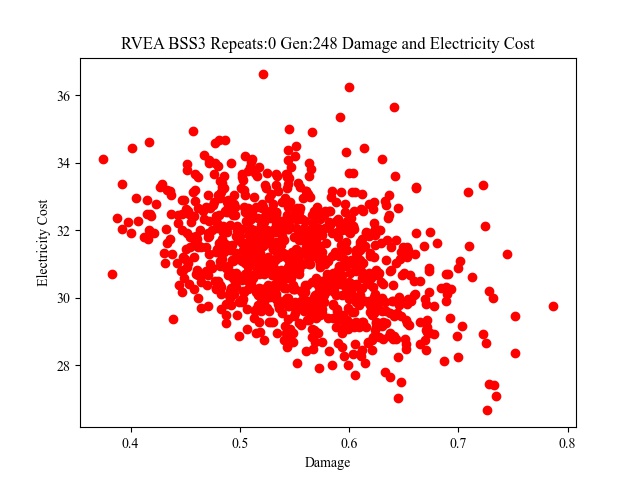 RVEA BSS3 Repeats:0 Gen:248 Damage and Electricity Cost
36
34
32
30
28
Electricity Cost
0.4 0.5 0.6 0.7 0.8
Damage